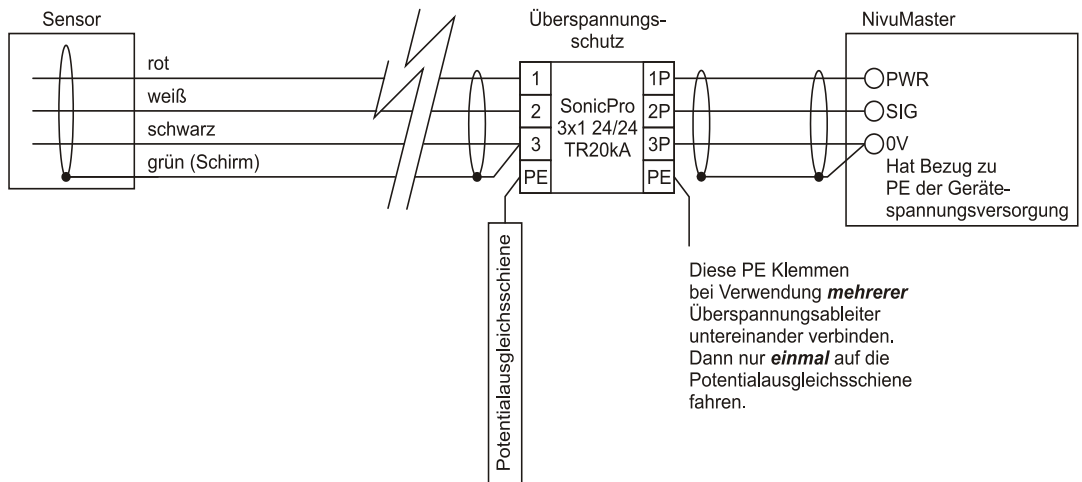 Sensor
rot
weiß
schwarz
grün (Schirm)
Überspannungs-
schutz
1
2
3
PE
SonicPro
3x1 24/24
TR20kA
1P
2P
3P
PE
NivuMaster
PWR
SIG
0V
Hat Bezug zu
PE der Geräte-
spannungsversorgung
Potentialausgleichsschiene
Diese PE Klemmen
bei Verwendung mehrerer
Überspannungsableiter
untereinander verbinden.
Dann nur einmal auf die
Potentialausgleichsschiene
fahren.